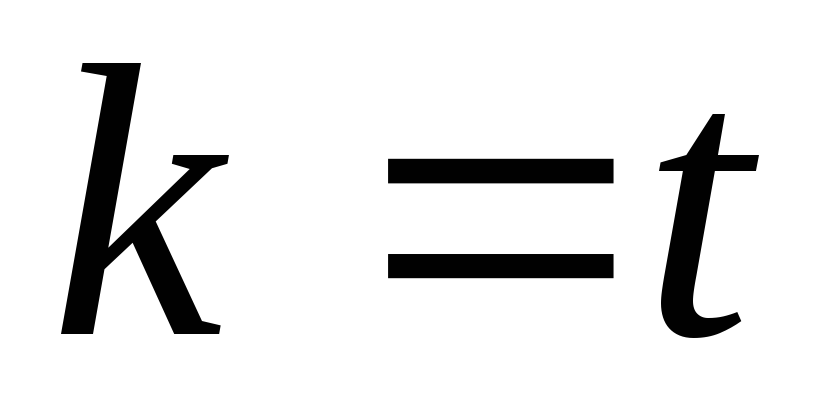 k = t